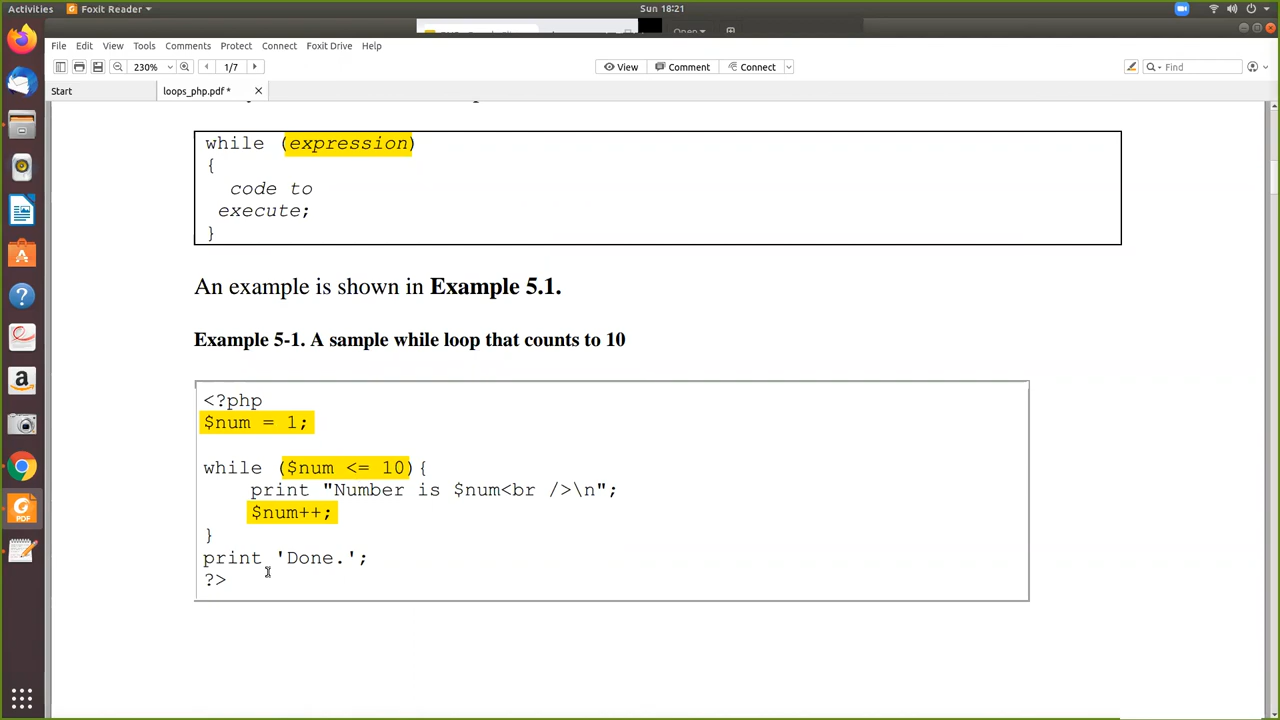 Activities
Foxit Reader
Sun 18:21
File Edit View Tools Comments Protect Connect Foxit Drive Help
230%
1/7
View
Comment
Connect
Find
Start
loops_php.pdf *
while (expression)
{
code to
execute;
}
An example is shown in Example 5.1.
Example 5-1. A sample while loop that counts to 10
<?php
$num = 1;
while ($num <= 10){
print "Number is $num<br />\n";
$num++;
}
print 'Done.';
?>